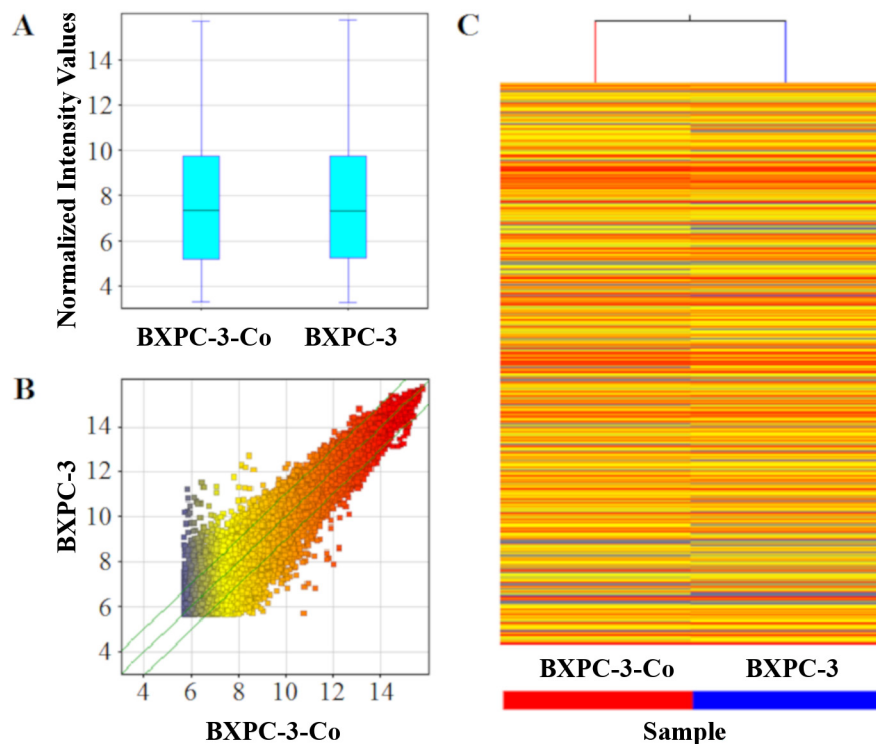 A
Normalized Intensity Values
14
12
10
8
6
4
BXPC-3-Co BXPC-3
B
BXPC-3
14
12
10
8
6
4
4 6 8 10 12 14
BXPC-3-Co
C
BXPC-3-Co BXPC-3
Sample